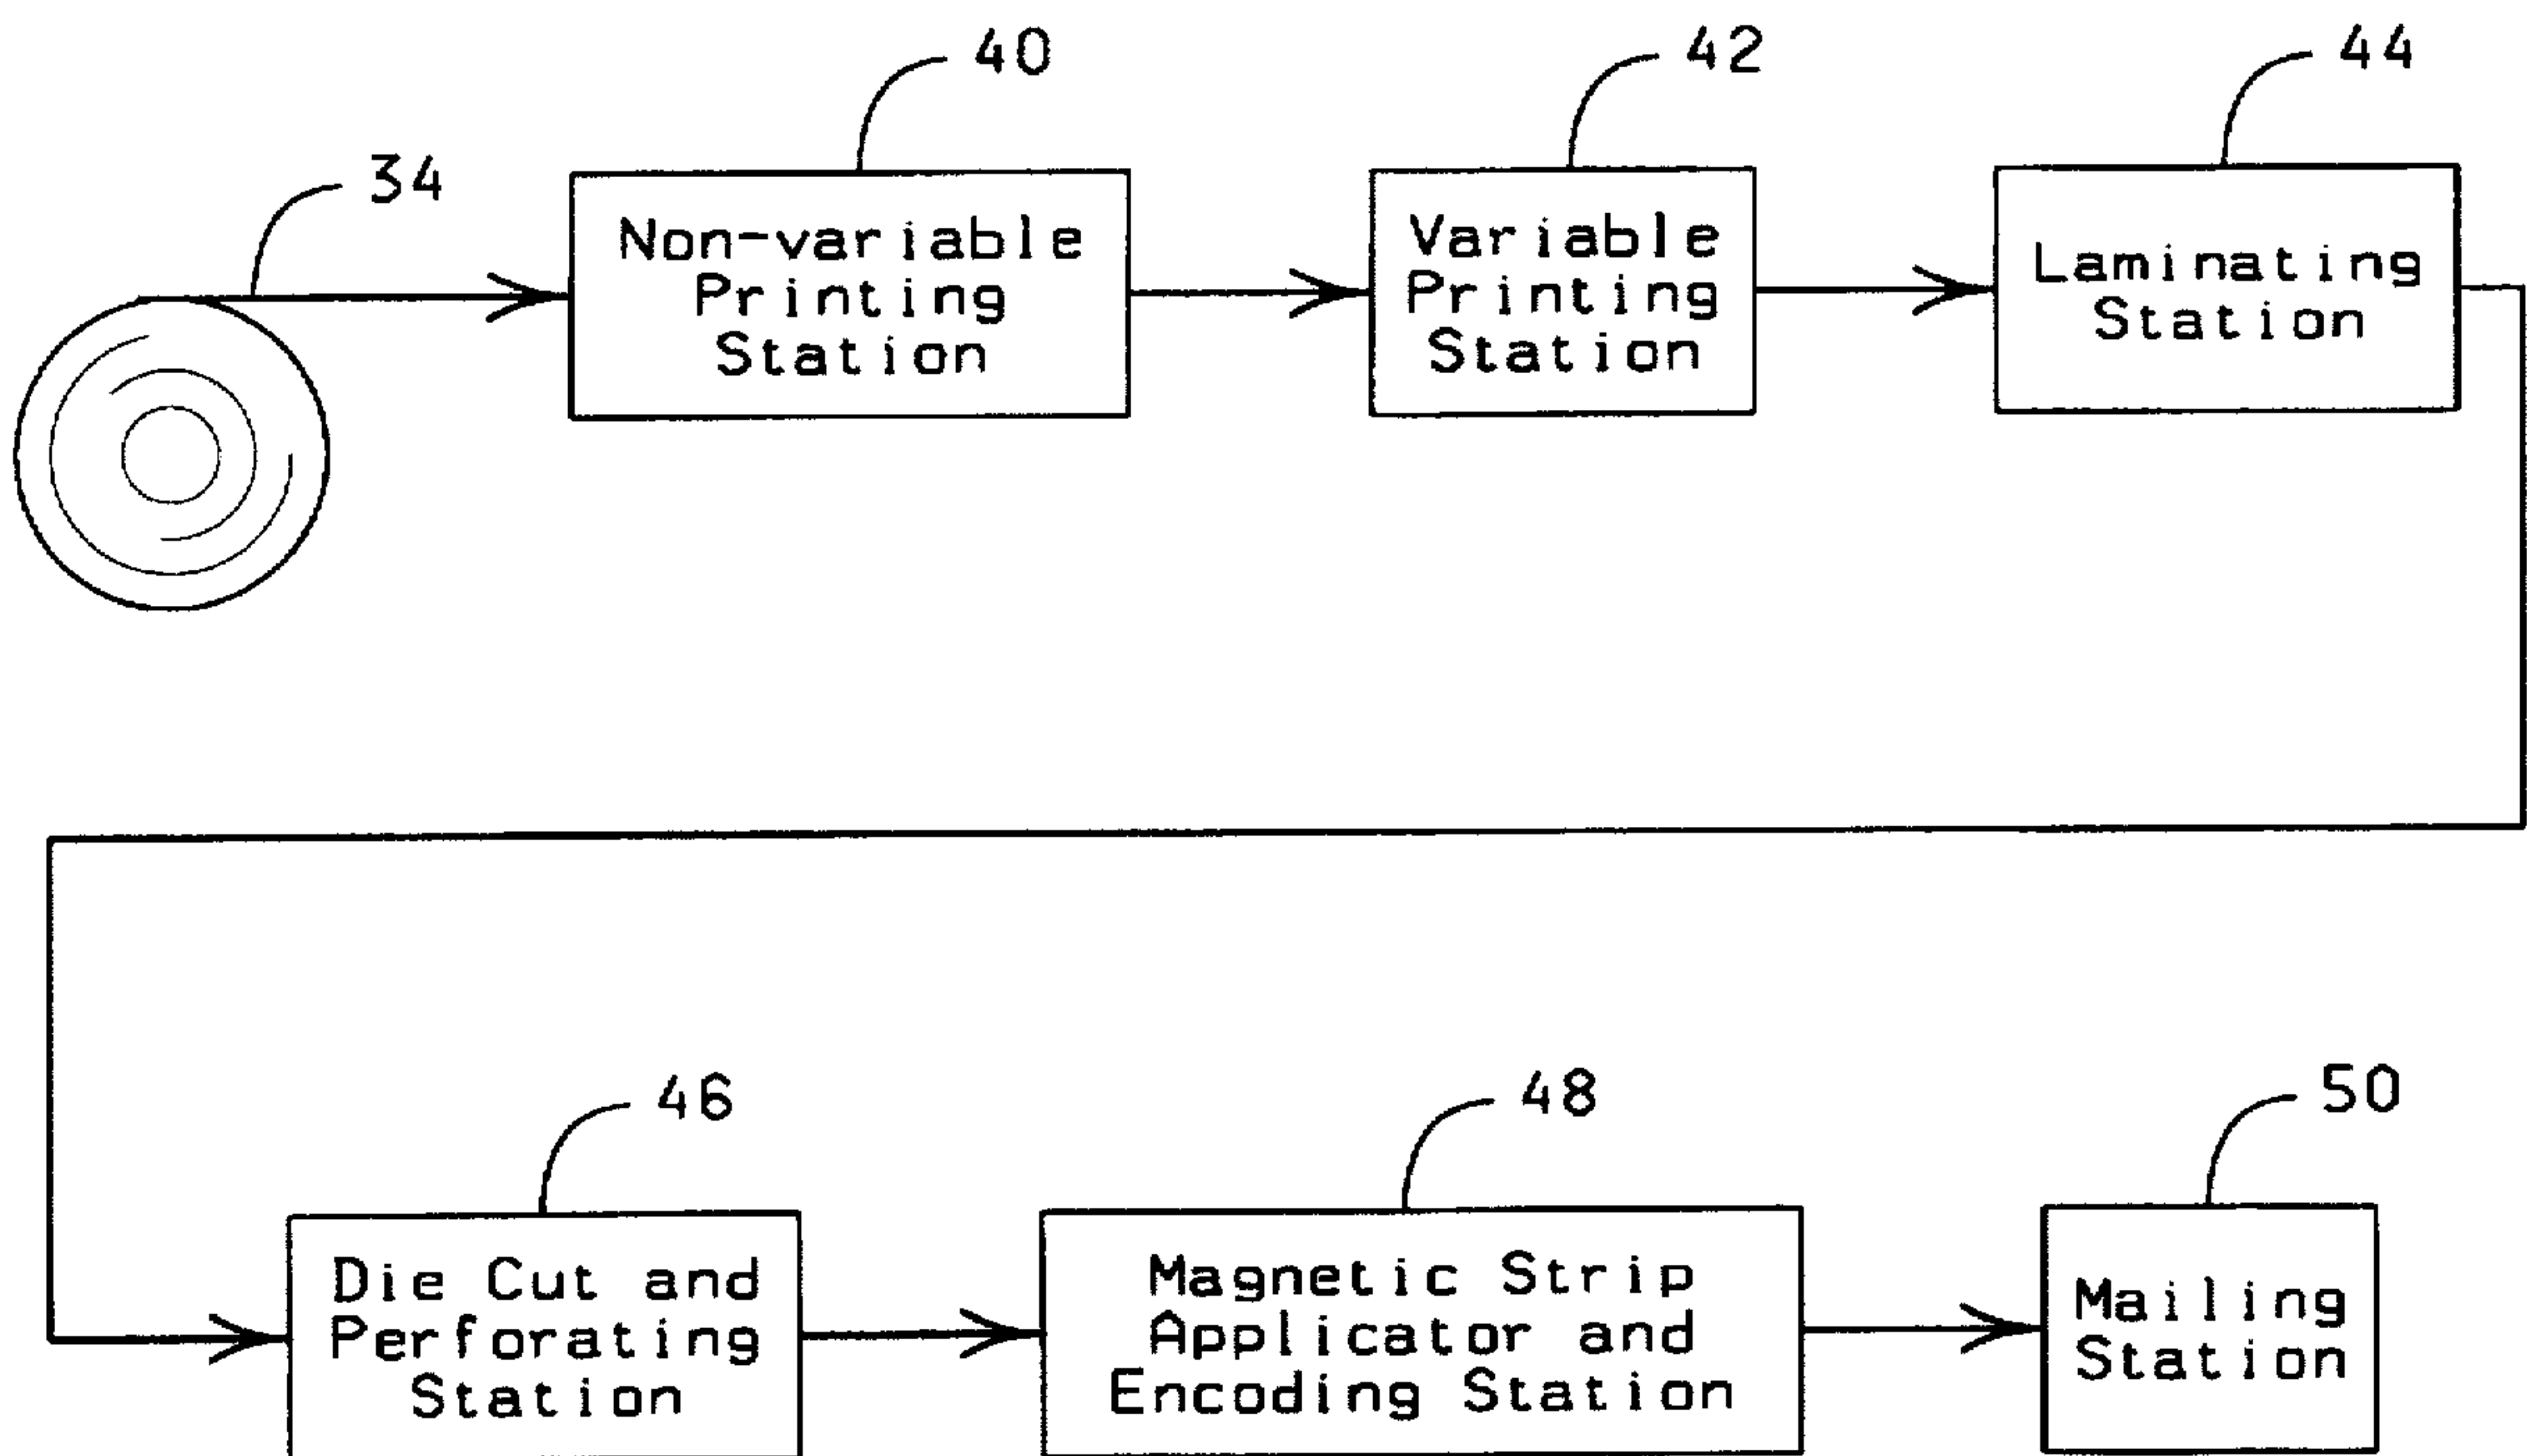 40
42
44
34
Non-variable
Printing
Station
Variable
Printing
Station
Laminating
Station
46
48
50
Die Cut and
Perforating
Station
Magnetic Strip
Applicator and
Encoding Station
Mailing
Station